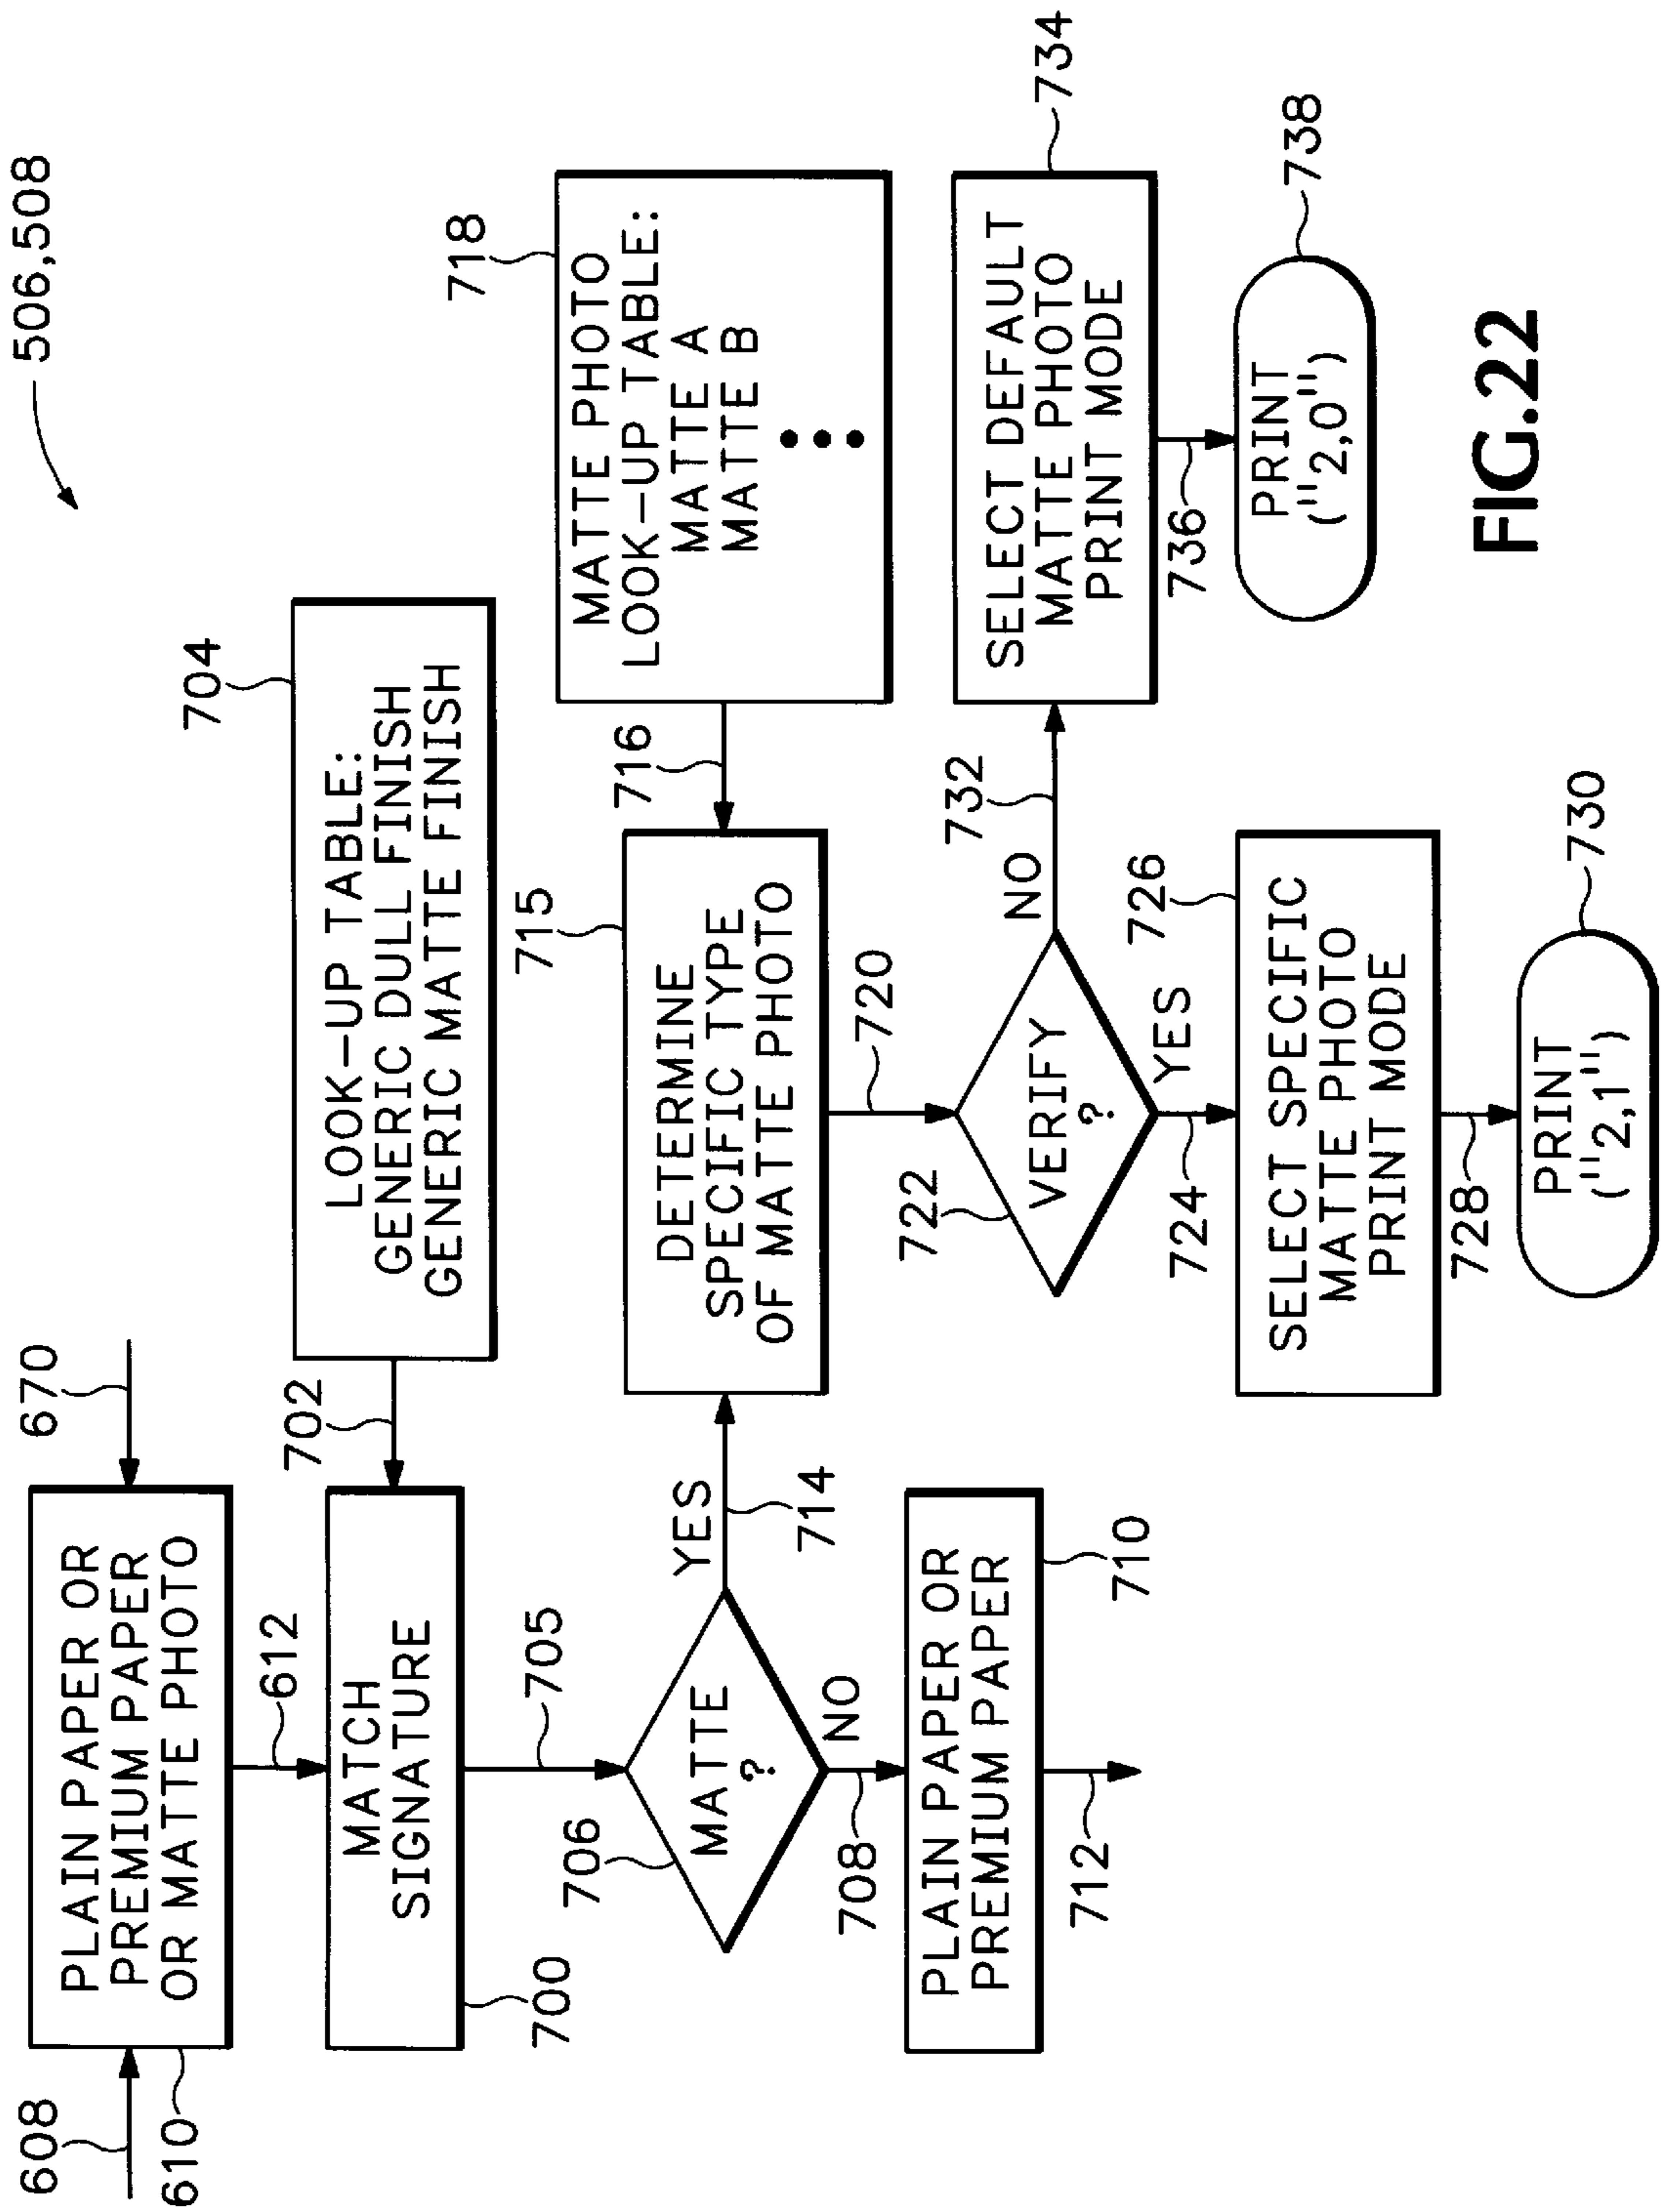 506,508
608
670
610
PLAIN PAPER OR
PREMIUM PAPER
OR MATTE PHOTO
612
702
704
LOOK-UP TABLE:
GENERIC DULL FINISH
GENERIC MATTE FINISH
MATCH
SIGNATURE
700
705
706
MATTE
?
YES
714
NO
708
PLAIN PAPER OR
PREMIUM PAPER
710
712
715
DETERMINE
SPECIFIC TYPE
OF MATTE PHOTO
716
718
MATTE PHOTO
LOOK-UP TABLE:
MATTE A
MATTE B
720
722
VERIFY
?
NO
732
YES
724
SELECT DEFAULT
MATTE PHOTO
PRINT MODE
734
736
PRINT
("2,0")
738
726
SELECT SPECIFIC
MATTE PHOTO
PRINT MODE
728
PRINT
("2,1")
730
FIG.22